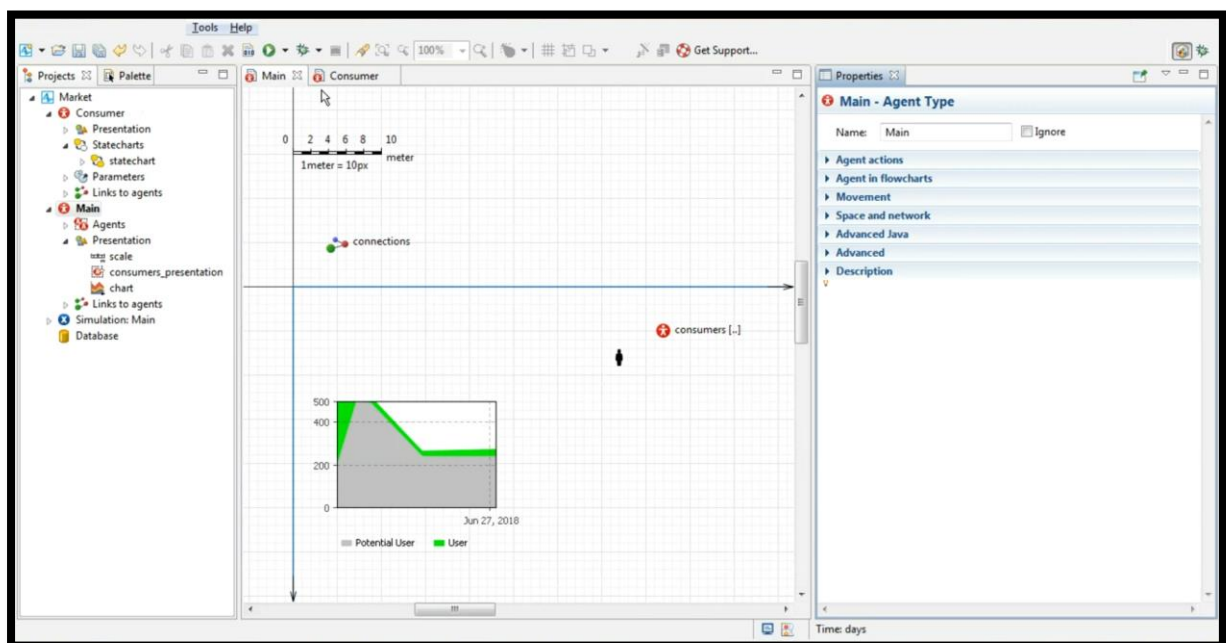 Tools Help
100% Get Support...
Projects Palette
Market
Consumer
Presentation
Statecharts
statechart
Parameters
Links to agents
Main
Agents
Presentation
scale
consumers_presentation
chart
Links to agents
Simulation: Main
Database
Main Consumer
0 2 4 6 8 10
meter
1meter = 10px
connections
consumers [..]
500
400
200
0
Jun 27, 2018
Potential User User
Properties
Main - Agent Type
Name: Main Ignore
Agent actions
Agent in flowcharts
Movement
Space and network
Advanced Java
Advanced
Description
Time: days